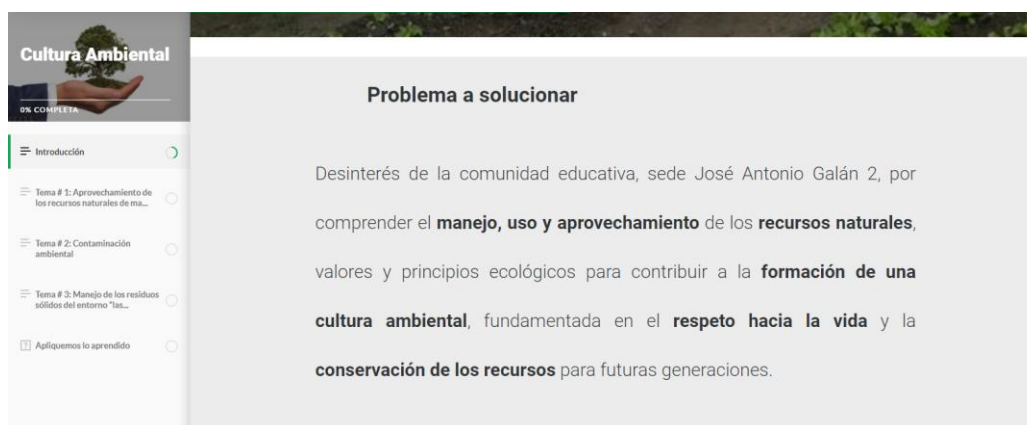 Cultura Ambiental
0% COMPLETA
Introducción
Tema # 1: Aprovechamiento de
los recursos naturales de ma...
Tema # 2: Contaminación
ambiental
Tema # 3: Manejo de los residuos
sólidos del entorno "las...
Apliquemos lo aprendido
Problema a solucionar
Desinterés de la comunidad educativa, sede José Antonio Galán 2, por
comprender el manejo, uso y aprovechamiento de los recursos naturales,
valores y principios ecológicos para contribuir a la formación de una
cultura ambiental, fundamentada en el respeto hacia la vida y la
conservación de los recursos para futuras generaciones.